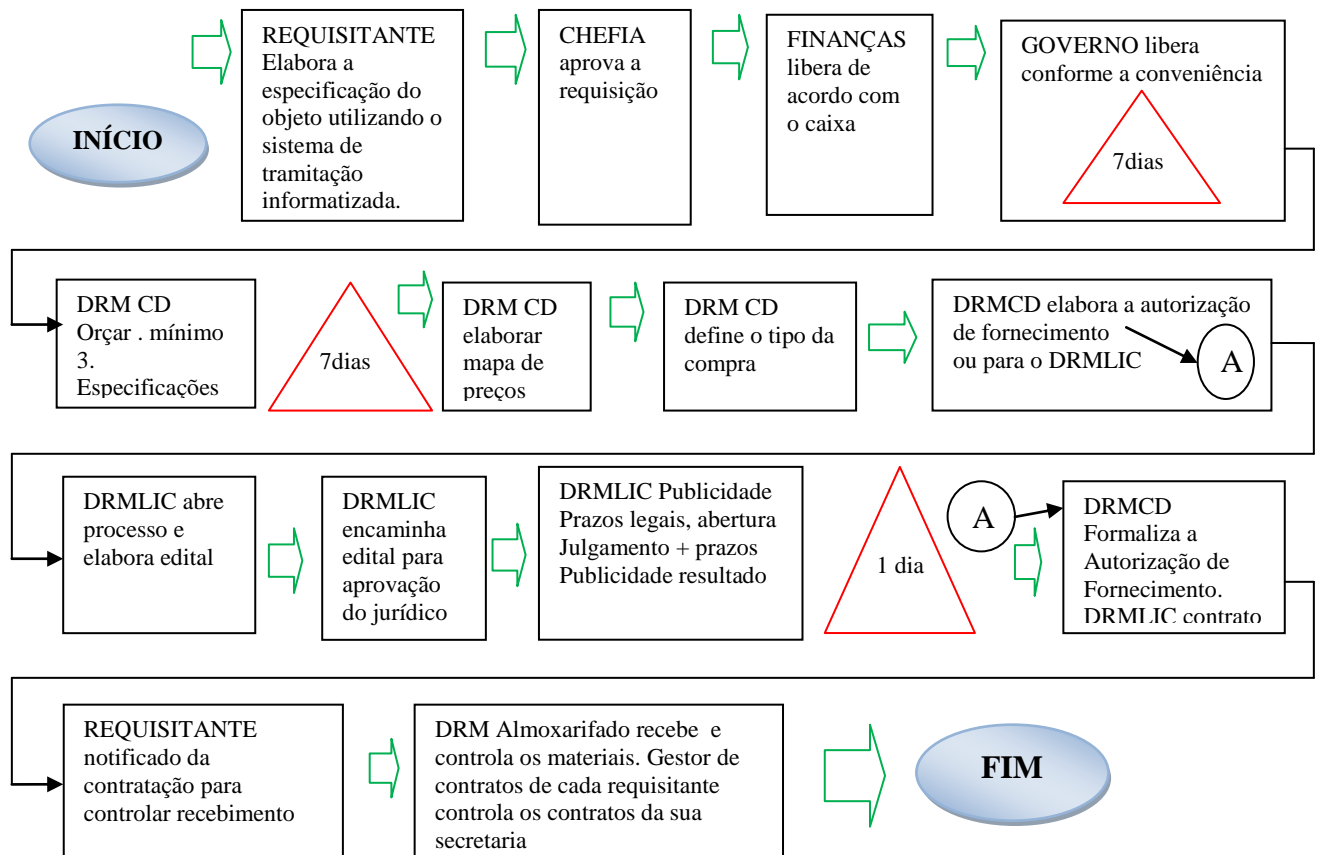 INÍCIO
REQUISITANTE
Elabora a
especificação do
objeto utilizando o
sistema de
tramitação
informatizada.
CHEFIA
aprova a
requisição
FINANÇAS
libera de
acordo com
o caixa
GOVERNO libera
conforme a conveniência
7dias
DRM CD
Orçar . mínimo
3.
Especificações
7dias
DRM CD
elaborar
mapa de
preços
DRM CD
define o tipo da
compra
DRMCD elabora a autorização
de fornecimento
ou para o DRMLIC
A
DRMLIC abre
processo e
elabora edital
DRMLIC
encaminha
edital para
aprovação
do jurídico
DRMLIC Publicidade
Prazos legais, abertura
Julgamento + prazos
Publicidade resultado
1 dia
A
DRMCD
Formaliza a
Autorização de
Fornecimento.
DRMLIC contrato
REQUISITANTE
notificado da
contratação para
controlar recebimento
DRM Almoxarifado recebe e
controla os materiais. Gestor de
contratos de cada requisitante
controla os contratos da sua
secretaria
FIM